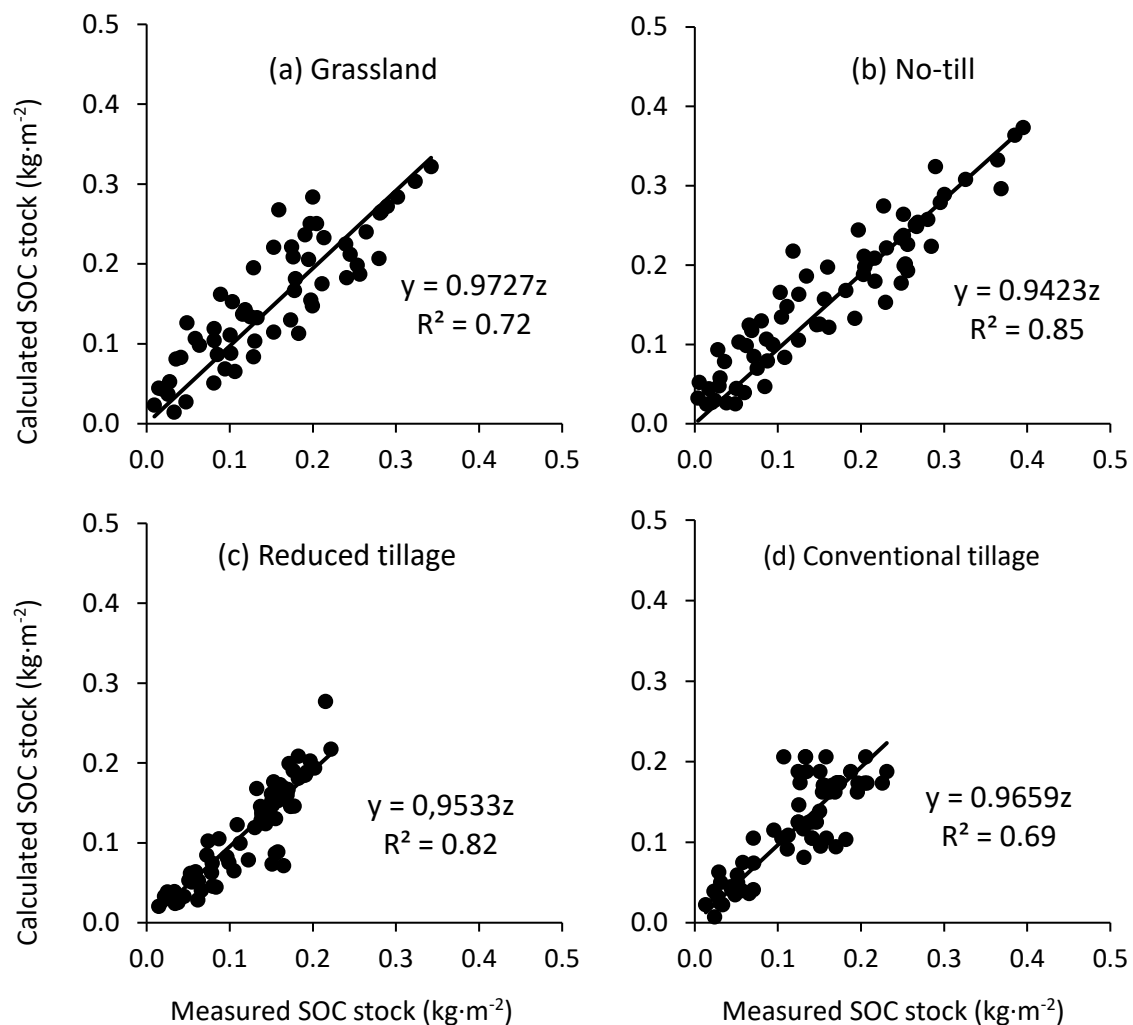 Calculated SOC stock (kg·m⁻²)
0.5
0.4
0.3
0.2
0.1
0.0
(a) Grassland
y = 0.9727z
R² = 0.72
0.0 0.1 0.2 0.3 0.4 0.5
0.5
0.4
0.3
0.2
0.1
0.0
(b) No-till
y = 0.9423z
R² = 0.85
0.0 0.1 0.2 0.3 0.4 0.5
Calculated SOC stock (kg·m⁻²)
0.5
0.4
0.3
0.2
0.1
0.0
(c) Reduced tillage
y = 0,9533z
R² = 0.82
0.0 0.1 0.2 0.3 0.4 0.5
Measured SOC stock (kg·m⁻²)
0.5
0.4
0.3
0.2
0.1
0.0
(d) Conventional tillage
y = 0.9659z
R² = 0.69
0.0 0.1 0.2 0.3 0.4 0.5
Measured SOC stock (kg·m⁻²)